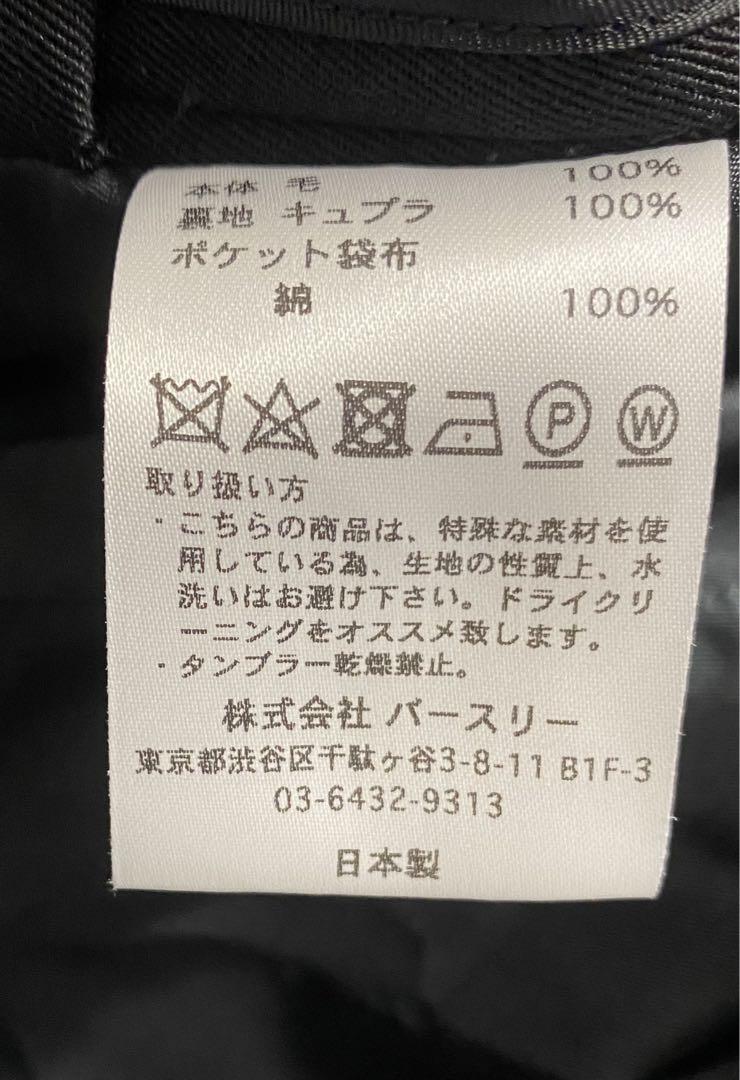 本体 毛 100%
裏地 キュプラ 100%
ポケット袋布
綿 100%
P W
取り扱い方
・こちらの商品は、特殊な素材を使
用している為、生地の性質上、水
洗いはお避け下さい。ドライクリ
ーニングをオススメ致します。
・タンブラー乾燥禁止。
株式会社 バースリー
東京都渋谷区千駄ヶ谷3-8-11 B1F-3
03-6432-9313
日本製